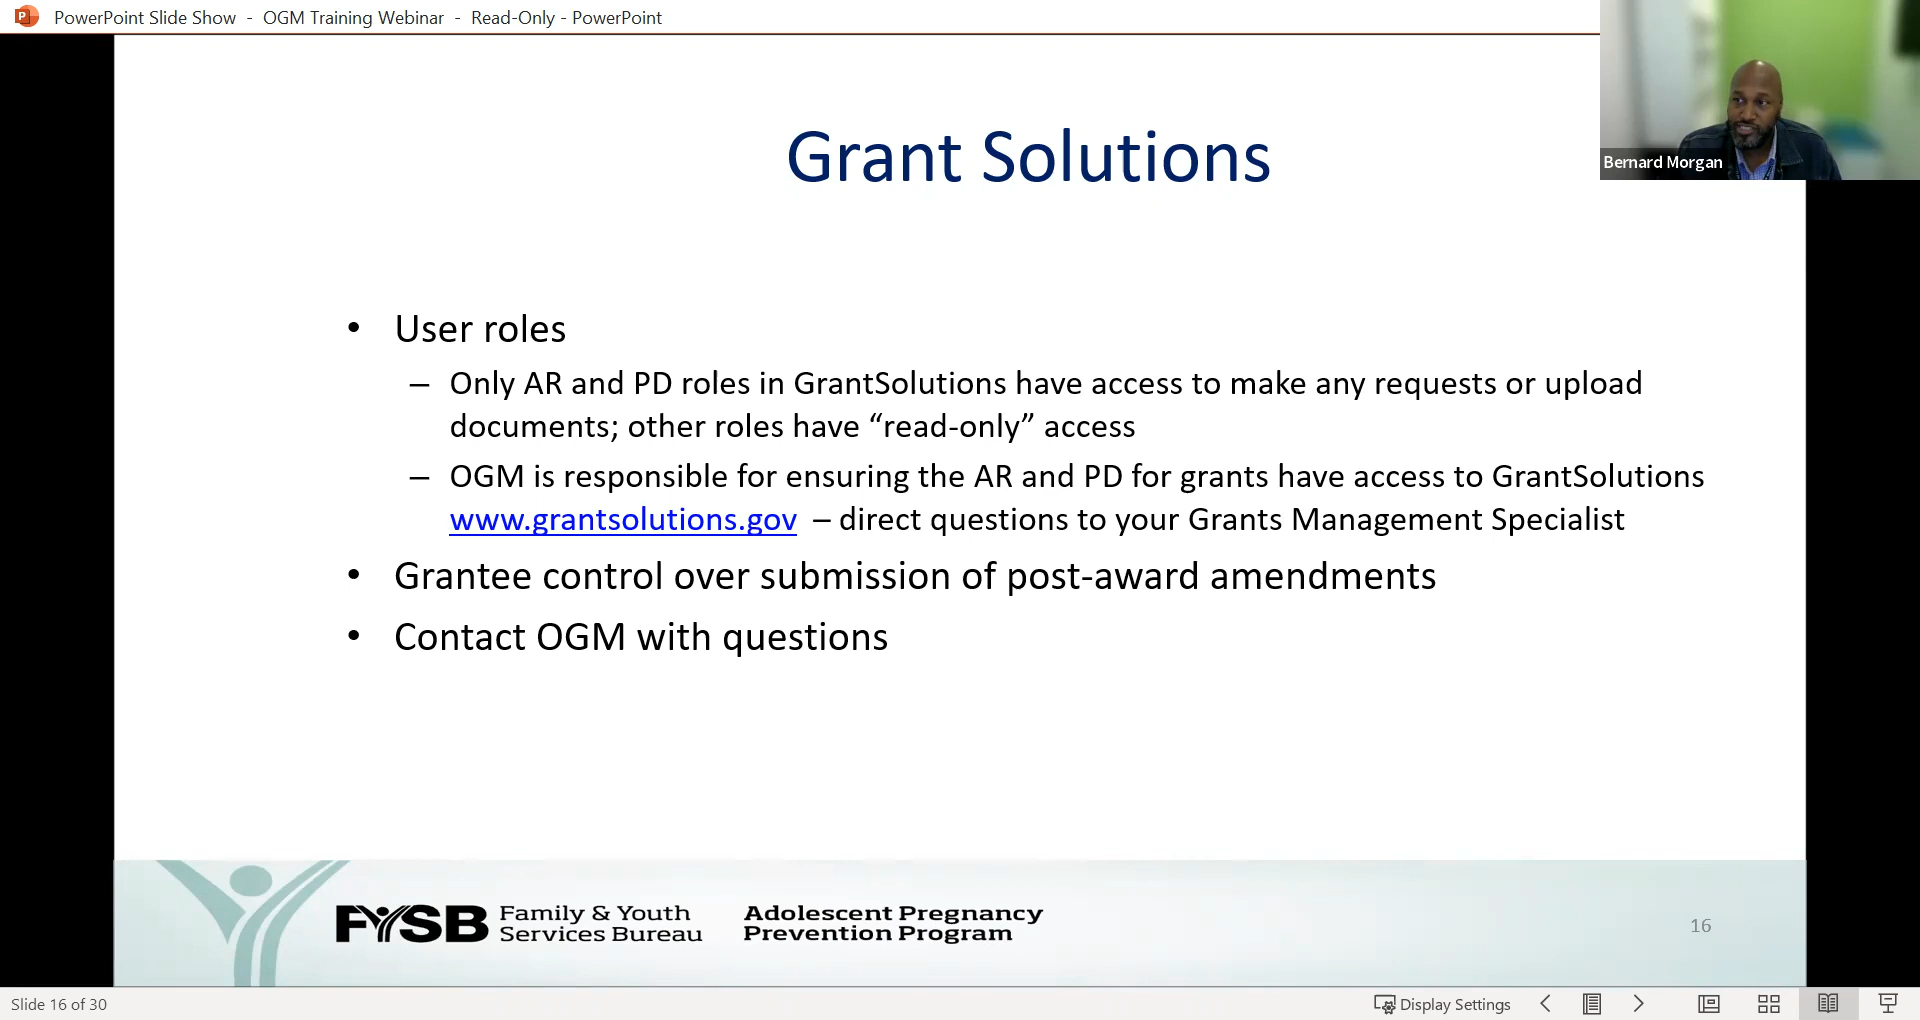 PowerPoint Slide Show - OGM Training Webinar - Read-Only - PowerPoint
Bernard Morgan
Grant Solutions
• User roles
– Only AR and PD roles in GrantSolutions have access to make any requests or upload
documents; other roles have “read-only” access
– OGM is responsible for ensuring the AR and PD for grants have access to GrantSolutions
www.grantsolutions.gov – direct questions to your Grants Management Specialist
• Grantee control over submission of post-award amendments
• Contact OGM with questions
FYSB Family & Youth
Services Bureau
Adolescent Pregnancy
Prevention Program
16
Slide 16 of 30
Display Settings